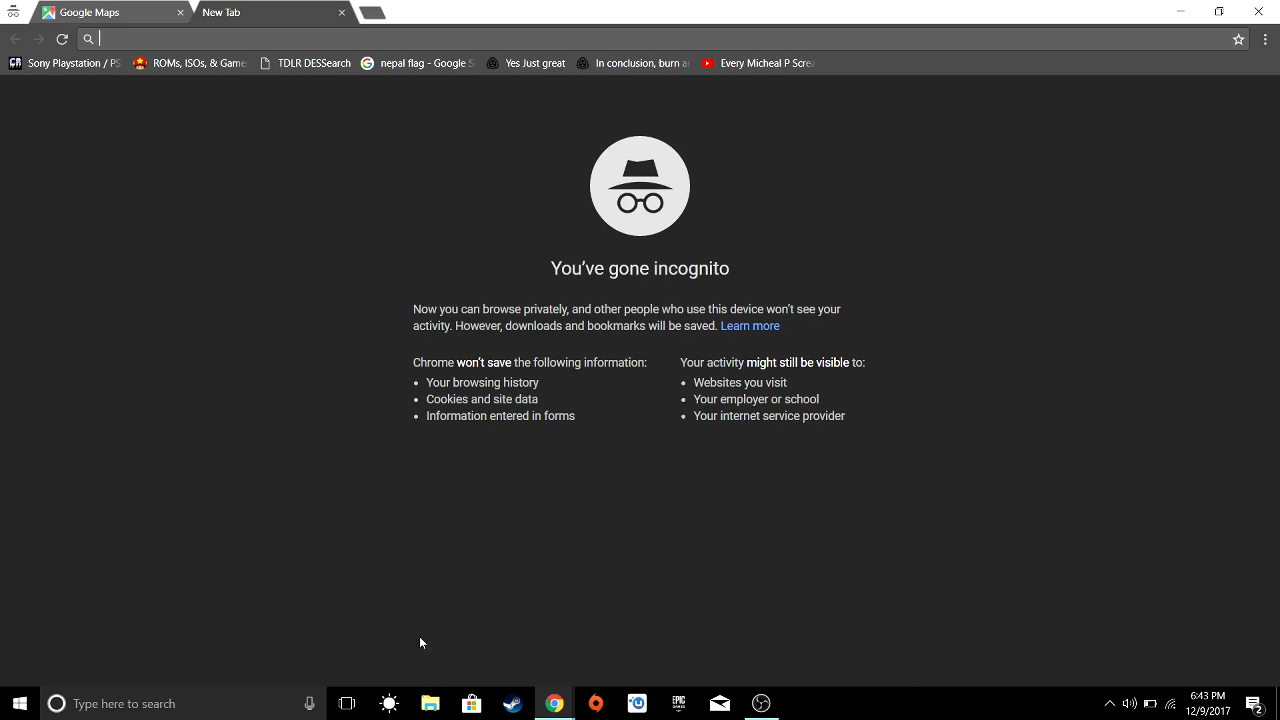 Google Maps
New Tab
Sony Playstation / PS
ROMs, ISOs, & Game
TDLR DESSearch
nepal flag - Google S
Yes Just great
In conclusion, burn a
Every Micheal P Screa
You've gone incognito
Now you can browse privately, and other people who use this device won't see your
activity. However, downloads and bookmarks will be saved. Learn more
Chrome won't save the following information:
Your browsing history
Cookies and site data
Information entered in forms
Your activity might still be visible to:
Websites you visit
Your employer or school
Your internet service provider
Type here to search
EPIC
GAMES
6:43 PM
12/9/2017
2